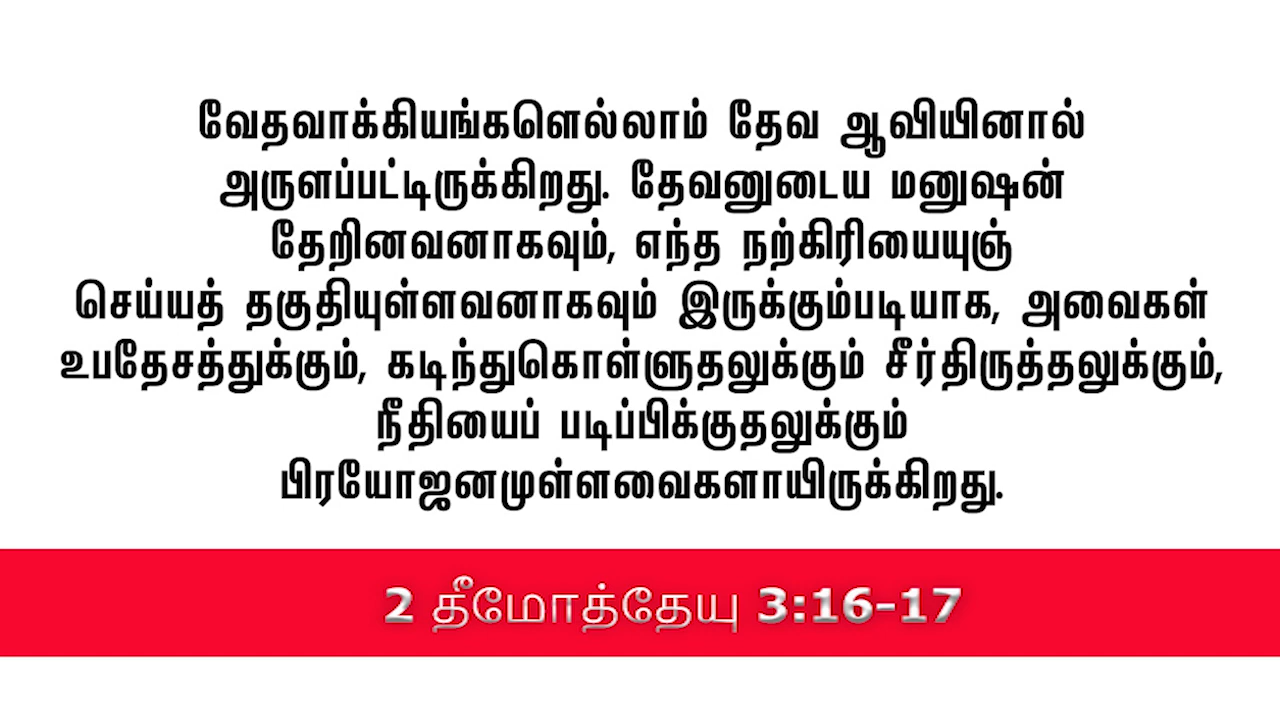 வேதவாக்கியங்களெல்லாம் தேவ ஆவியினால்
அருளப்பட்டிருக்கிறது. தேவனுடைய மனுஷன்
தேறினவனாகவும், எந்த நற்கிரியையுஞ்
செய்யத் தகுதியுள்ளவனாகவும் இருக்கும்படியாக, அவைகள்
உபதேசத்துக்கும், கடிந்துகொள்ளுதலுக்கும் சீர்திருத்தலுக்கும்,
நீதியைப் படிப்பிக்குதலுக்கும்
பிரயோஜனமுள்ளவைகளாயிருக்கிறது.
2 தீமோத்தேயு 3:16-17